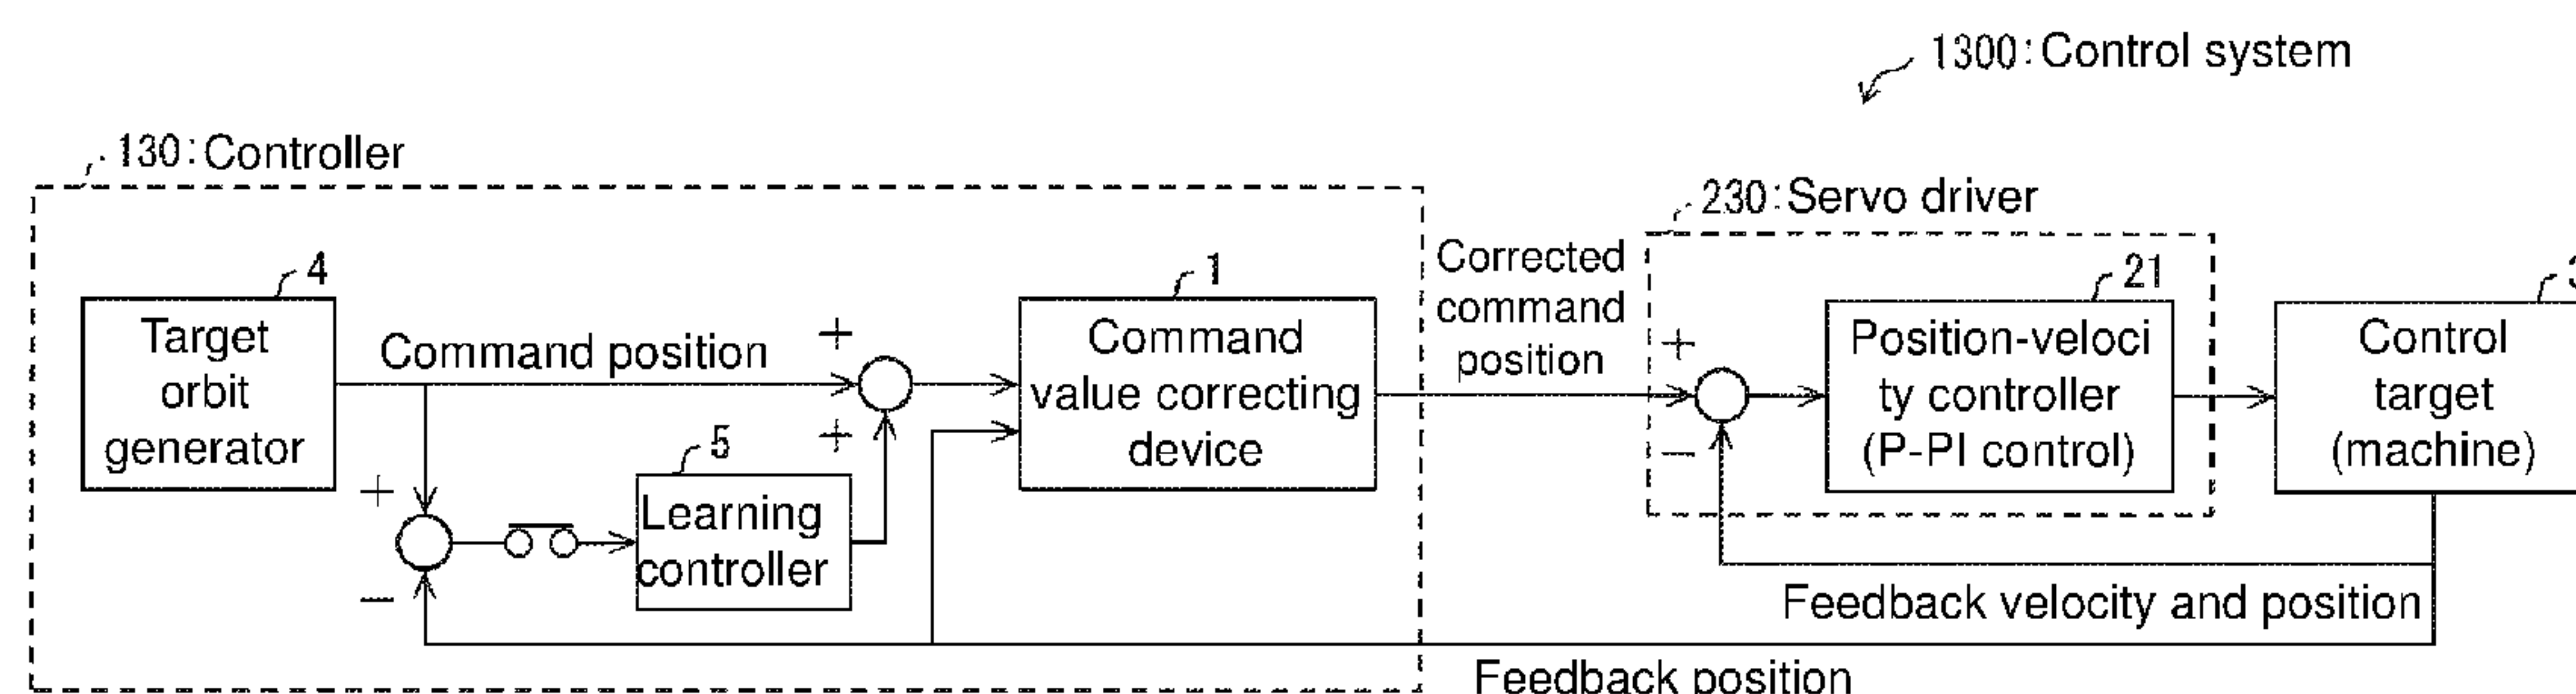 1300:Control system
130:Controller
230:Servo driver
4
Target
orbit
generator
Command position
+
+
1
Command
value correcting
device
Corrected
command
position
+
−
21
Position-veloci
ty controller
(P-PI control)
Control
target
(machine)
+
−
5
Learning
controller
Feedback velocity and position
Feedback position